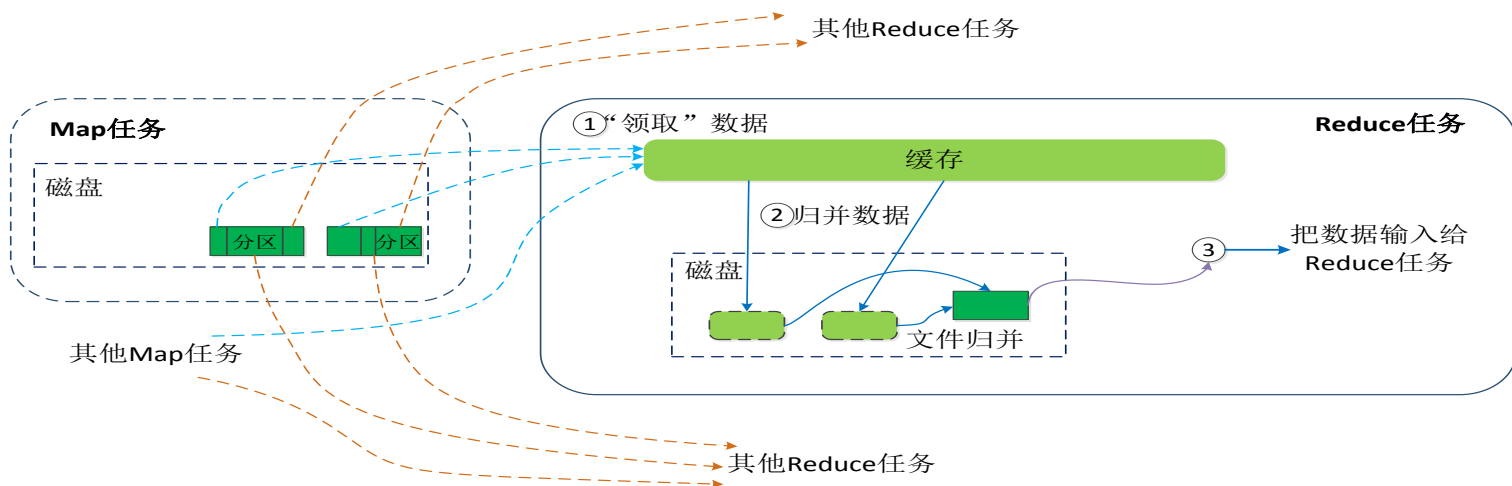 其他Reduce任务
Map任务
①“领取”数据
Reduce任务
缓存
磁盘
②归并数据
分区
分区
③
把数据输入给
Reduce任务
磁盘
文件归并
其他Map任务
其他Reduce任务